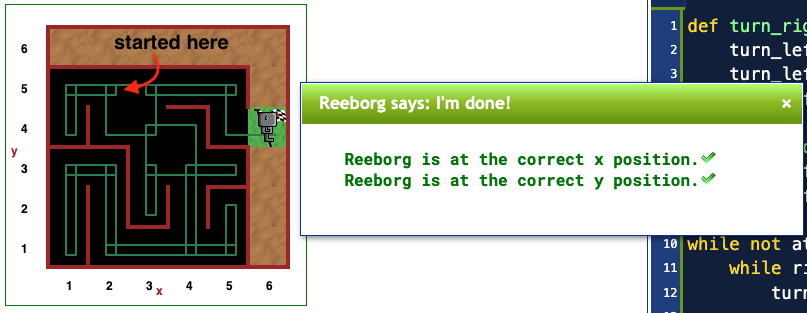 started here
6
5
4
3
2
1
y
1 2 3 4 5 6
x
Reeborg says: I'm done!
×
Reeborg is at the correct x position.
Reeborg is at the correct y position.
1 def turn_rig
2 turn_lef
3 turn_lef
10 while not at
11 while ri
12 turn